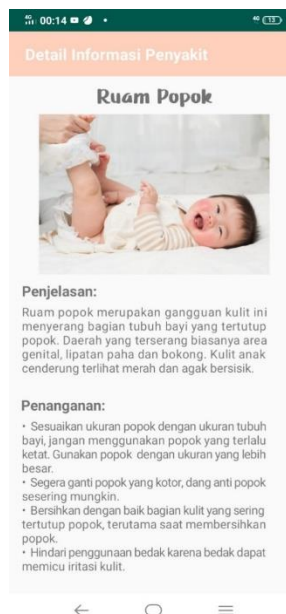 4G 00:14
4G 13
Detail Informasi Penyakit
Ruam Popok
Penjelasan:
Ruam popok merupakan gangguan kulit ini
menyerang bagian tubuh bayi yang tertutup
popok. Daerah yang terserang biasanya area
genital, lipatan paha dan bokong. Kulit anak
cenderung terlihat merah dan agak bersisik.
Penanganan:
• Sesuaikan ukuran popok dengan ukuran tubuh
bayi, jangan menggunakan popok yang terlalu
ketat. Gunakan popok dengan ukuran yang lebih
besar.
• Segera ganti popok yang kotor, dang anti popok
sesering mungkin.
• Bersihkan dengan baik bagian kulit yang sering
tertutup popok, terutama saat membersihkan
popok.
• Hindari penggunaan bedak karena bedak dapat
memicu iritasi kulit.